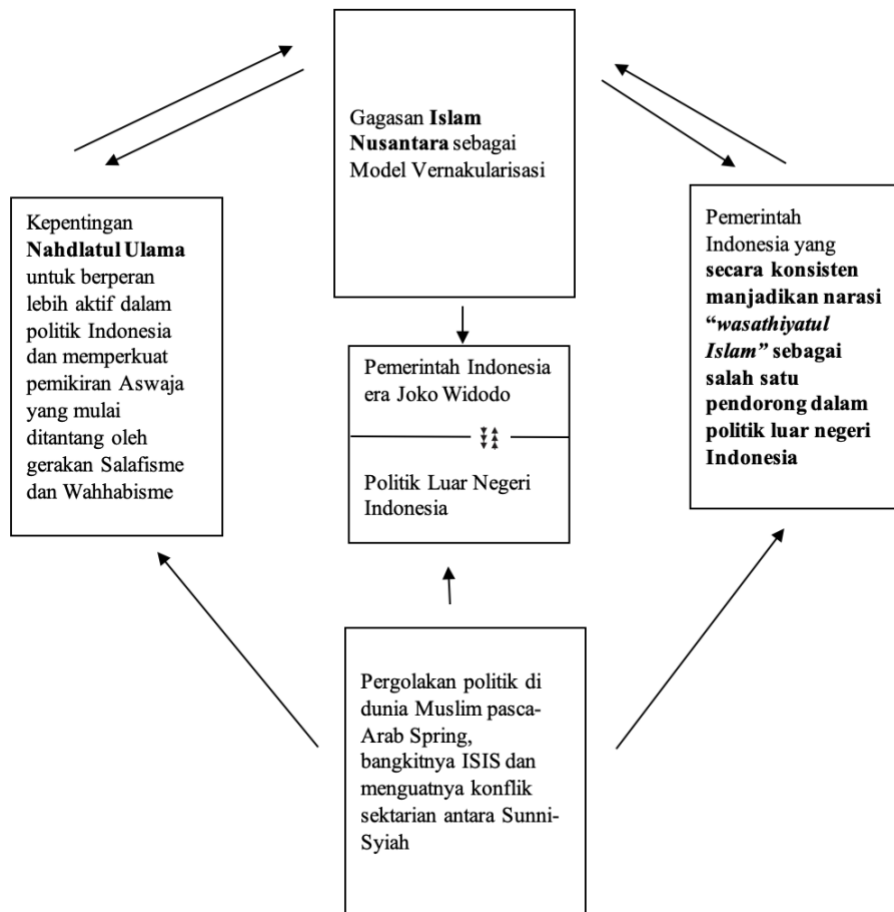 Gagasan Islam
Nusantara sebagai
Model Vernakularisasi
Kepentingan
Nahdlatul Ulama
untuk berperan
lebih aktif dalam
politik Indonesia
dan memperkuat
pemikiran Aswaja
yang mulai
ditantang oleh
gerakan Salafisme
dan Wahhabisme
Pemerintah Indonesia
era Joko Widodo
Politik Luar Negeri
Indonesia
Pemerintah
Indonesia yang
secara konsisten
manjadikan narasi
“wasathiyatul
Islam” sebagai
salah satu
pendorong dalam
politik luar negeri
Indonesia
Pergolakan politik di
dunia Muslim pasca-
Arab Spring,
bangkitnya ISIS dan
menguatnya konflik
sektarian antara Sunni-
Syiah